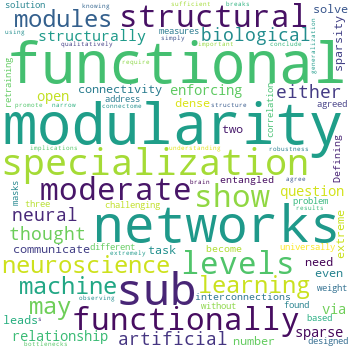 solution knowing sufficient measures breaks solve
using qualitatively simply important conclude
modules structural
structurally biological
retraining require generalization sparsity
functional
open connectivity enforcing either
promote connectome address dense structure correlation agreed
modularity
implications understanding robustness
specialization
masks brain agree two entangled Defining
moderate show
three different challenging problem results
neural question
thought networks
communicate task become universally extreme
neuroscience levels need even
extremely interconnections without found weight
machine sub learning
leads may via based
functionally
relationship number sparse
observing bottlenecks artificial designed